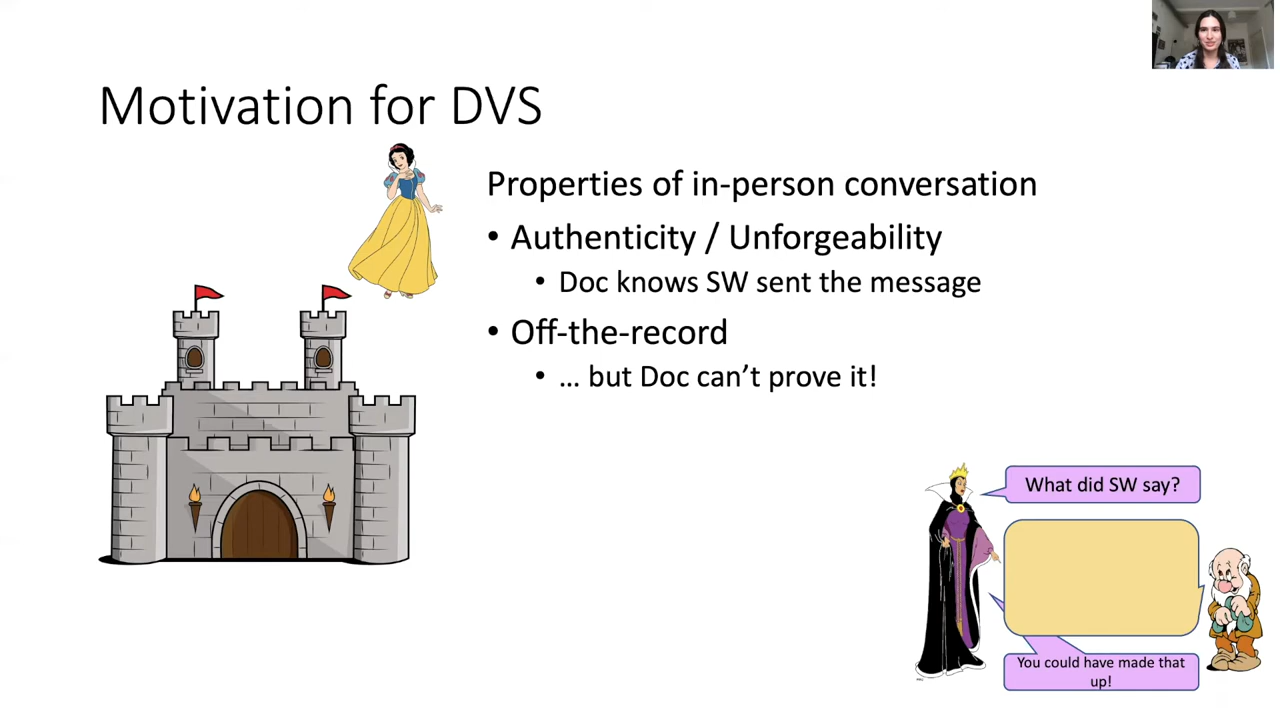 Motivation for DVS
Properties of in-person conversation
• Authenticity / Unforgeability
• Doc knows SW sent the message
• Off-the-record
• … but Doc can’t prove it!
What did SW say?
You could have made that
up!